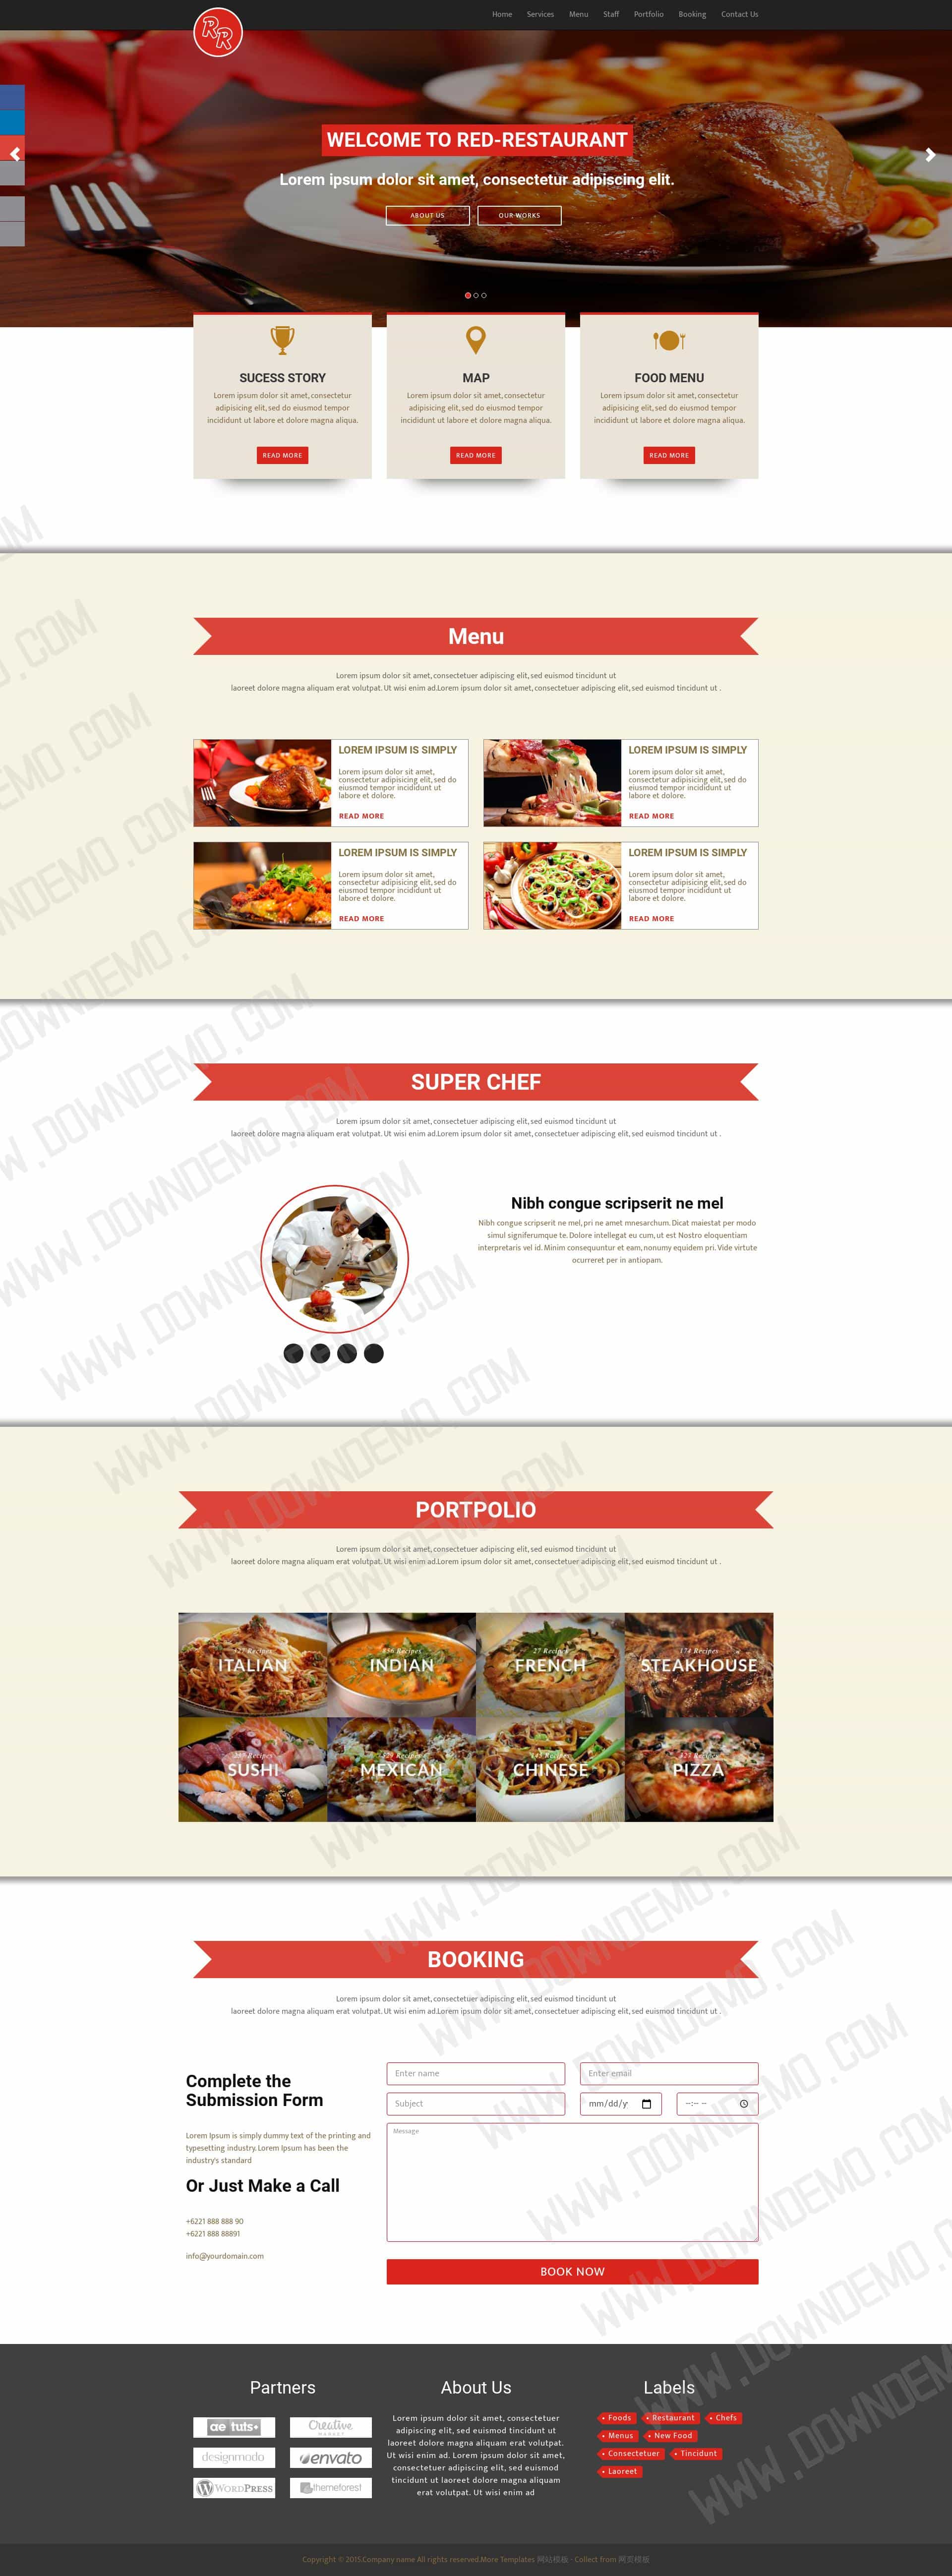 RR
Home Services Menu Staff Portfolio Booking Contact Us
WELCOME TO RED-RESTAURANT
Lorem ipsum dolor sit amet, consectetur adipiscing elit.
ABOUT US OUR WORKS
SUCESS STORY
Lorem ipsum dolor sit amet, consectetur
adipisicing elit, sed do eiusmod tempor
incididunt ut labore et dolore magna aliqua.
READ MORE
MAP
Lorem ipsum dolor sit amet, consectetur
adipisicing elit, sed do eiusmod tempor
incididunt ut labore et dolore magna aliqua.
READ MORE
FOOD MENU
Lorem ipsum dolor sit amet, consectetur
adipisicing elit, sed do eiusmod tempor
incididunt ut labore et dolore magna aliqua.
READ MORE
Menu
Lorem ipsum dolor sit amet, consectetuer adipiscing elit, sed euismod tincidunt ut
laoreet dolore magna aliquam erat volutpat. Ut wisi enim ad.Lorem ipsum dolor sit amet, consectetuer adipiscing elit, sed euismod tincidunt ut .
LOREM IPSUM IS SIMPLY
Lorem ipsum dolor sit amet,
consectetur adipisicing elit, sed do
eiusmod tempor incididunt ut
labore et dolore.
READ MORE
LOREM IPSUM IS SIMPLY
Lorem ipsum dolor sit amet,
consectetur adipisicing elit, sed do
eiusmod tempor incididunt ut
labore et dolore.
READ MORE
LOREM IPSUM IS SIMPLY
Lorem ipsum dolor sit amet,
consectetur adipisicing elit, sed do
eiusmod tempor incididunt ut
labore et dolore.
READ MORE
LOREM IPSUM IS SIMPLY
Lorem ipsum dolor sit amet,
consectetur adipisicing elit, sed do
eiusmod tempor incididunt ut
labore et dolore.
READ MORE
SUPER CHEF
Lorem ipsum dolor sit amet, consectetuer adipiscing elit, sed euismod tincidunt ut
laoreet dolore magna aliquam erat volutpat. Ut wisi enim ad.Lorem ipsum dolor sit amet, consectetuer adipiscing elit, sed euismod tincidunt ut .
Nibh congue scripserit ne mel
Nibh congue scripserit ne mel, pri ne amet mnesarchum. Dicat maiestat per modo
simul signiferumque te. Dolore intellegat eu cum, ut est Nostro eloquentiam
interpretaris vel id. Minim consequuntur et eam, nonumy equidem pri. Vide virtute
ocurreret per in antiopam.
PORTPOLIO
Lorem ipsum dolor sit amet, consectetuer adipiscing elit, sed euismod tincidunt ut
laoreet dolore magna aliquam erat volutpat. Ut wisi enim ad.Lorem ipsum dolor sit amet, consectetuer adipiscing elit, sed euismod tincidunt ut .
Recipes
ITALIAN
856 Recipes
INDIAN
27 Recipes
FRENCH
174 Recipes
STEAKHOUSE
Recipes
SUSHI
Recipes
MEXICAN
Recipes
CHINESE
Recipes
PIZZA
BOOKING
Lorem ipsum dolor sit amet, consectetuer adipiscing elit, sed euismod tincidunt ut
laoreet dolore magna aliquam erat volutpat. Ut wisi enim ad.Lorem ipsum dolor sit amet, consectetuer adipiscing elit, sed euismod tincidunt ut .
Complete the
Submission Form
Lorem Ipsum is simply dummy text of the printing and
typesetting industry. Lorem Ipsum has been the
industry's standard
Or Just Make a Call
+6221 888 888 90
+6221 888 88891
info@yourdomain.com
Enter name
Enter email
Subject
mm/dd/y
--:-- --
Message
BOOK NOW
Partners
ae tuts+
Creative
MARKET
designmodo
envato
WORDPRESS
themeforest
About Us
Lorem ipsum dolor sit amet, consectetuer
adipiscing elit, sed euismod tincidunt ut
laoreet dolore magna aliquam erat volutpat.
Ut wisi enim ad. Lorem ipsum dolor sit amet,
consectetuer adipiscing elit, sed euismod
tincidunt ut laoreet dolore magna aliquam
erat volutpat. Ut wisi enim ad
Labels
Foods Restaurant Chefs
Menus New Food
Consectetuer Tincidunt
Laoreet
Copyright © 2015.Company name All rights reserved.More Templates 网站模板 - Collect from 网页模板
WWW.DOWNDEMO.COM